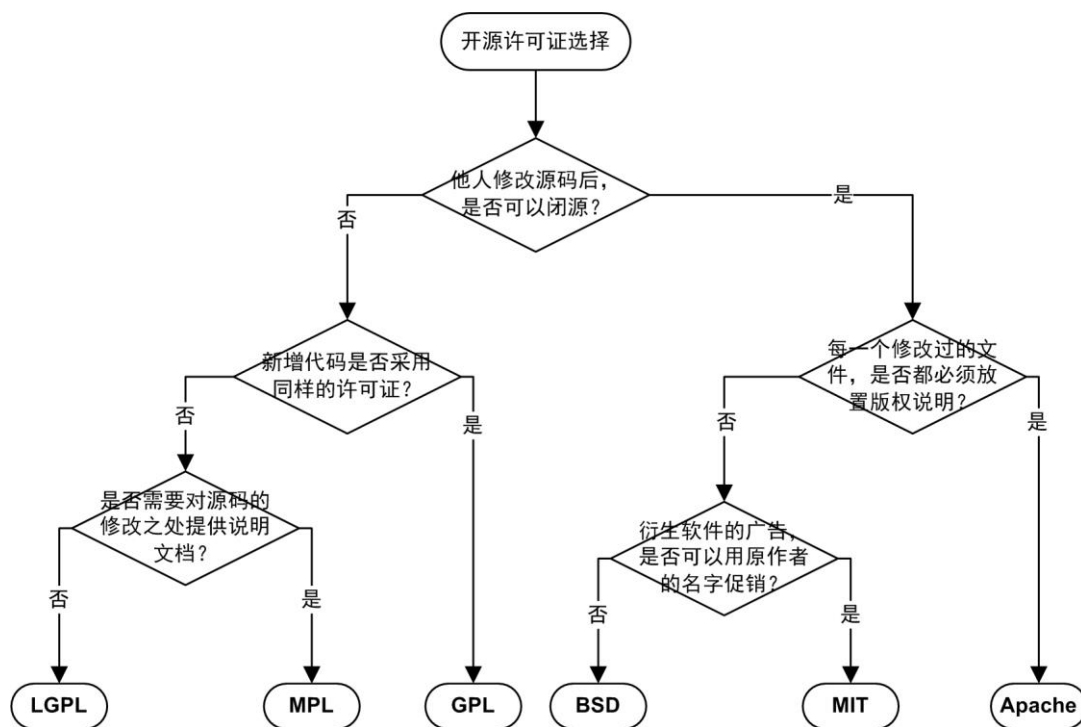 开源许可证选择
他人修改源码后，
是否可以闭源？
否
是
新增代码是否采用
同样的许可证？
每一个修改过的文
件，是否都必须放
置版权说明？
否
是
否
是
是否需要对源码的
修改之处提供说明
文档？
衍生软件的广告，
是否可以用原作者
的名字促销？
否
是
否
是
LGPL
MPL
GPL
BSD
MIT
Apache